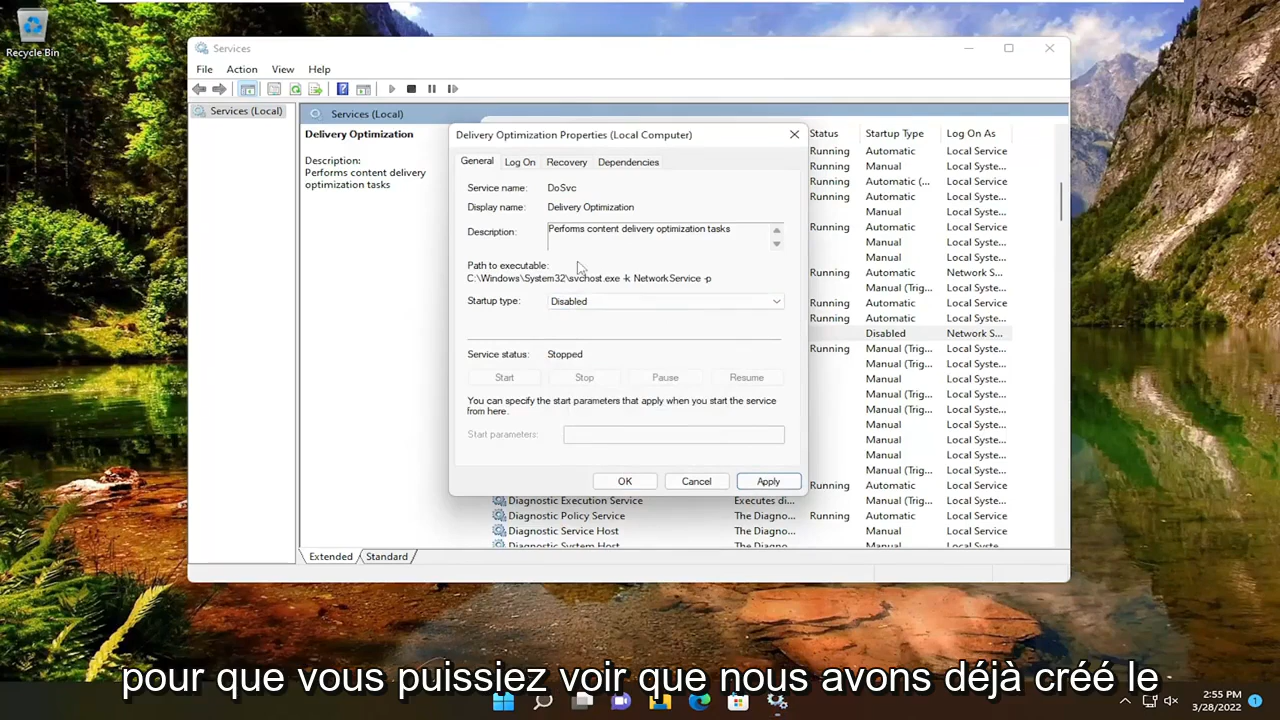 Recycle Bin
Services
File Action View Help
Services (Local)
Services (Local)
Delivery Optimization
Description:
Performs content delivery
optimization tasks
Status Startup Type Log On As
Running Automatic Local Service
Running Manual Local Syste...
Running Automatic (... Local Service
Manual Local Syste...
Running Automatic Local Service
Running Manual Local Syste...
Manual Local Syste...
Running Automatic Network S...
Running Manual (Trig... Local Syste...
Running Automatic Local Service
Running Automatic Local Syste...
Disabled Network S...
Running Manual (Trig... Local Syste...
Running Manual (Trig... Local Syste...
Manual Local Syste...
Manual (Trig... Local Syste...
Manual (Trig... Local Syste...
Manual Local Syste...
Manual Local Syste...
Manual (Trig... Local Syste...
Running Automatic Local Service
Diagnostic Execution Service Executes di... Manual (Trig... Local Syste...
Diagnostic Policy Service The Diagno... Running Automatic Local Service
Diagnostic Service Host The Diagno... Manual Local Service
Diagnostic System Host The Diagno... Manual Local Syste...
Extended Standard
Delivery Optimization Properties (Local Computer)
General Log On Recovery Dependencies
Service name: DoSvc
Display name: Delivery Optimization
Description: Performs content delivery optimization tasks
Path to executable:
C:\Windows\System32\svchost.exe -k NetworkService -p
Startup type: Disabled
Service status: Stopped
Start Stop Pause Resume
You can specify the start parameters that apply when you start the service
from here.
Start parameters:
OK Cancel Apply
pour que vous puissiez voir que nous avons déjà créé le
2:55 PM
3/28/2022
1